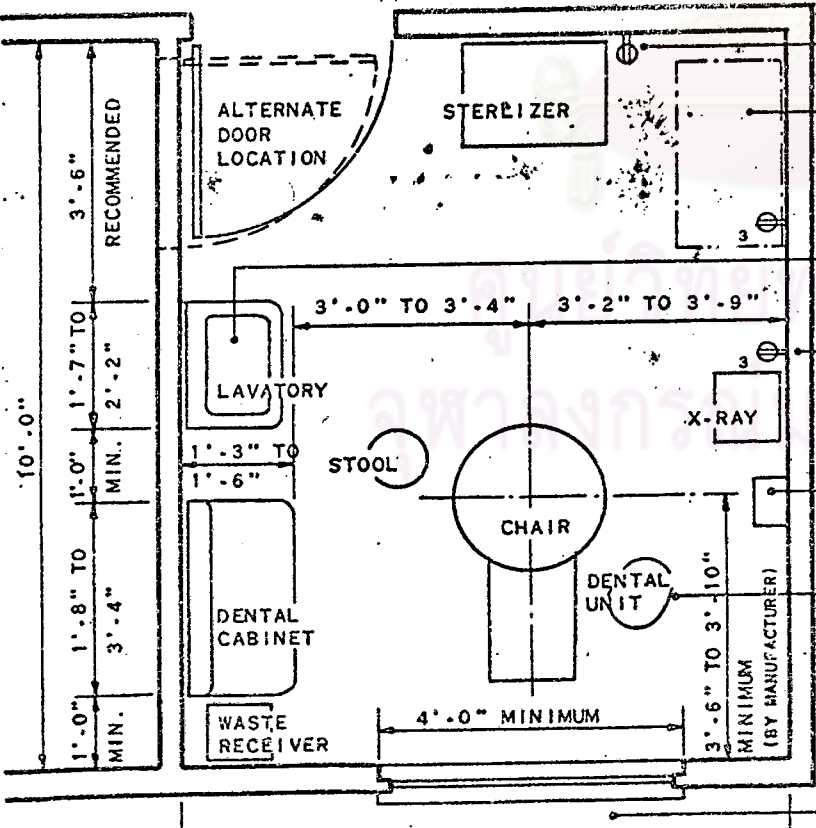 ALTERNATE
DOOR
LOCATION
STERLIZER
3'-6"
RECOMMENDED
3
3'-0" TO 3'-4"
3'-2" TO 3'-9"
1'-7" TO
2'-2"
LAVATORY
3
X-RAY
10'-0"
1'-0"
MIN.
1'-3" TO
1'-6"
STOOL
CHAIR
1'-8" TO
3'-4"
DENTAL
CABINET
DENTAL
UNIT
3'-6" TO 3'-10"
MINIMUM
(BY MANUFACTURER)
1'-0"
MIN.
WASTE
RECEIVER
4'-0" MINIMUM